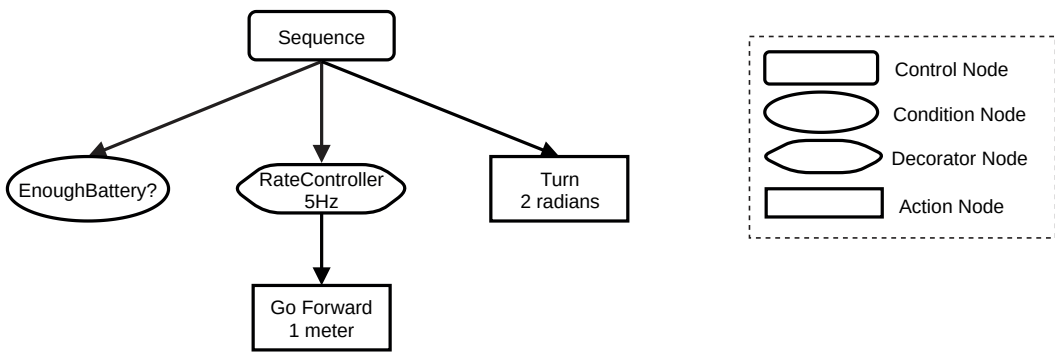 Sequence
EnoughBattery?
RateController
5Hz
Turn
2 radians
Go Forward
1 meter
Control Node
Condition Node
Decorator Node
Action Node